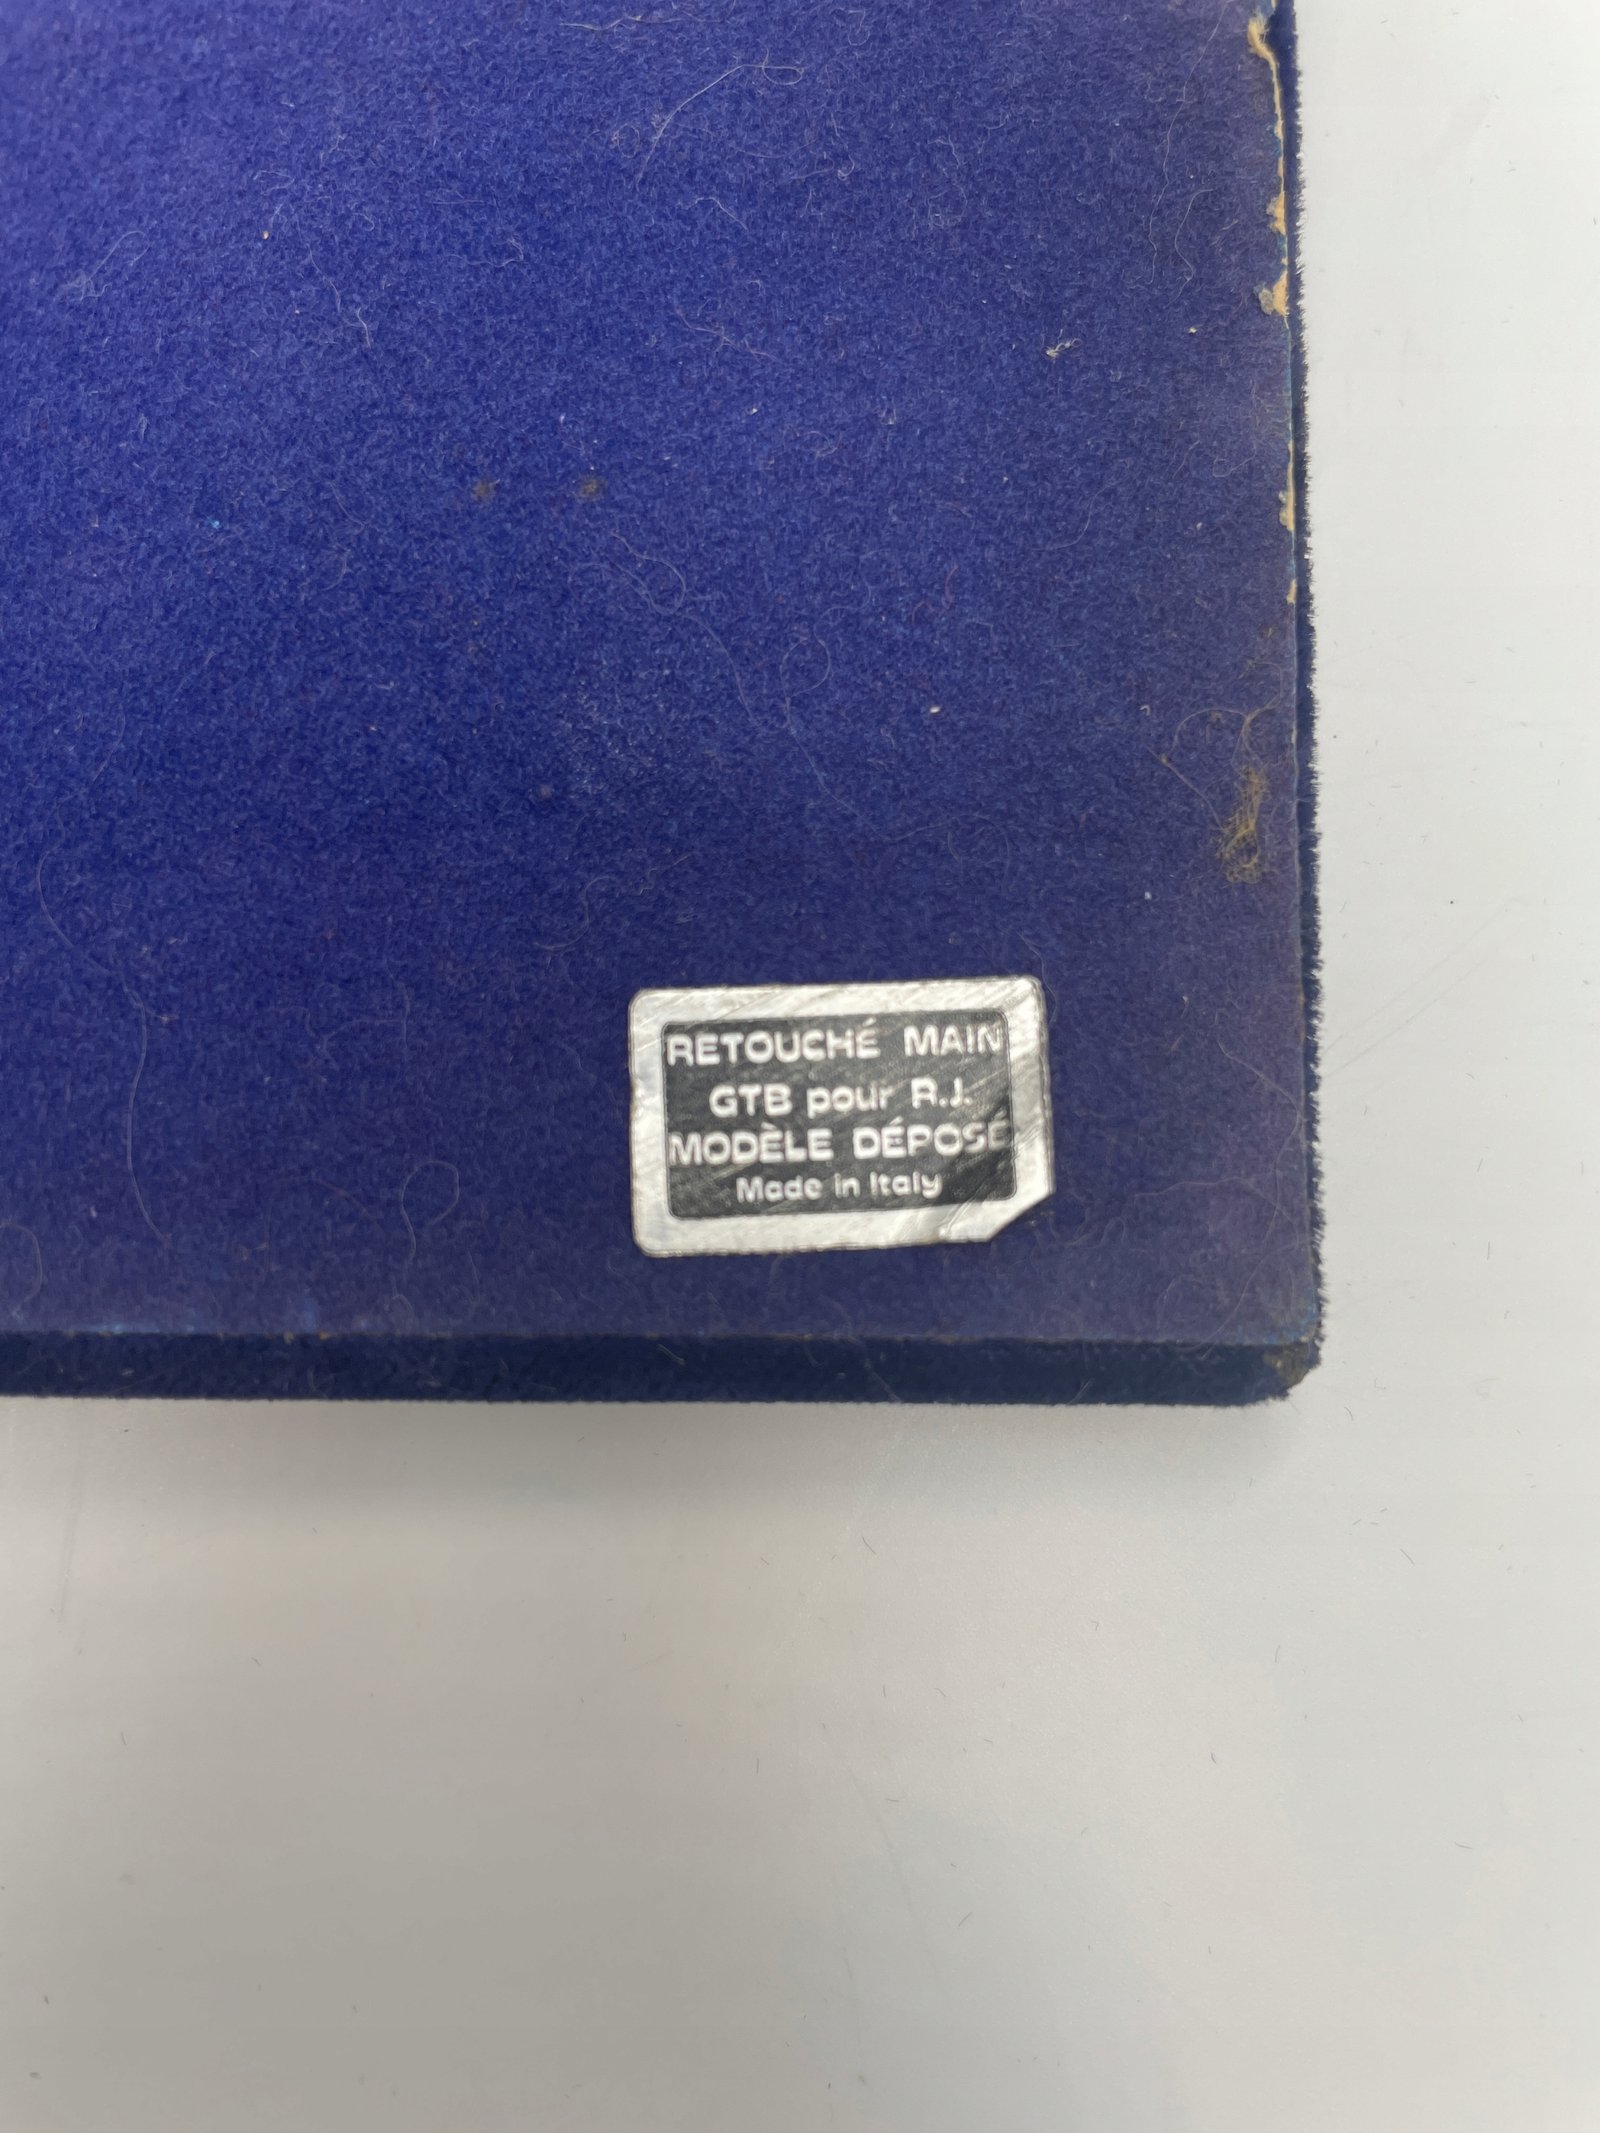 RETOUCHÉ MAIN
GTB pour R.J.
MODÈLE DÉPOSÉ
Made in Italy